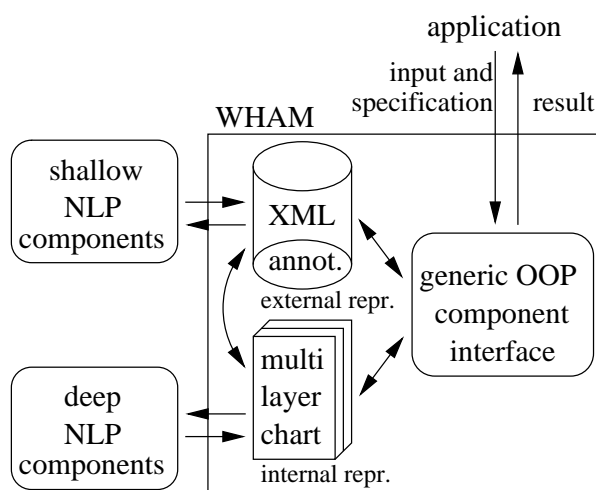 application
input and
specification
result
WHAM
shallow
NLP
components
XML
annot.
external repr.
generic OOP
component
interface
multi
layer
chart
internal repr.
deep
NLP
components